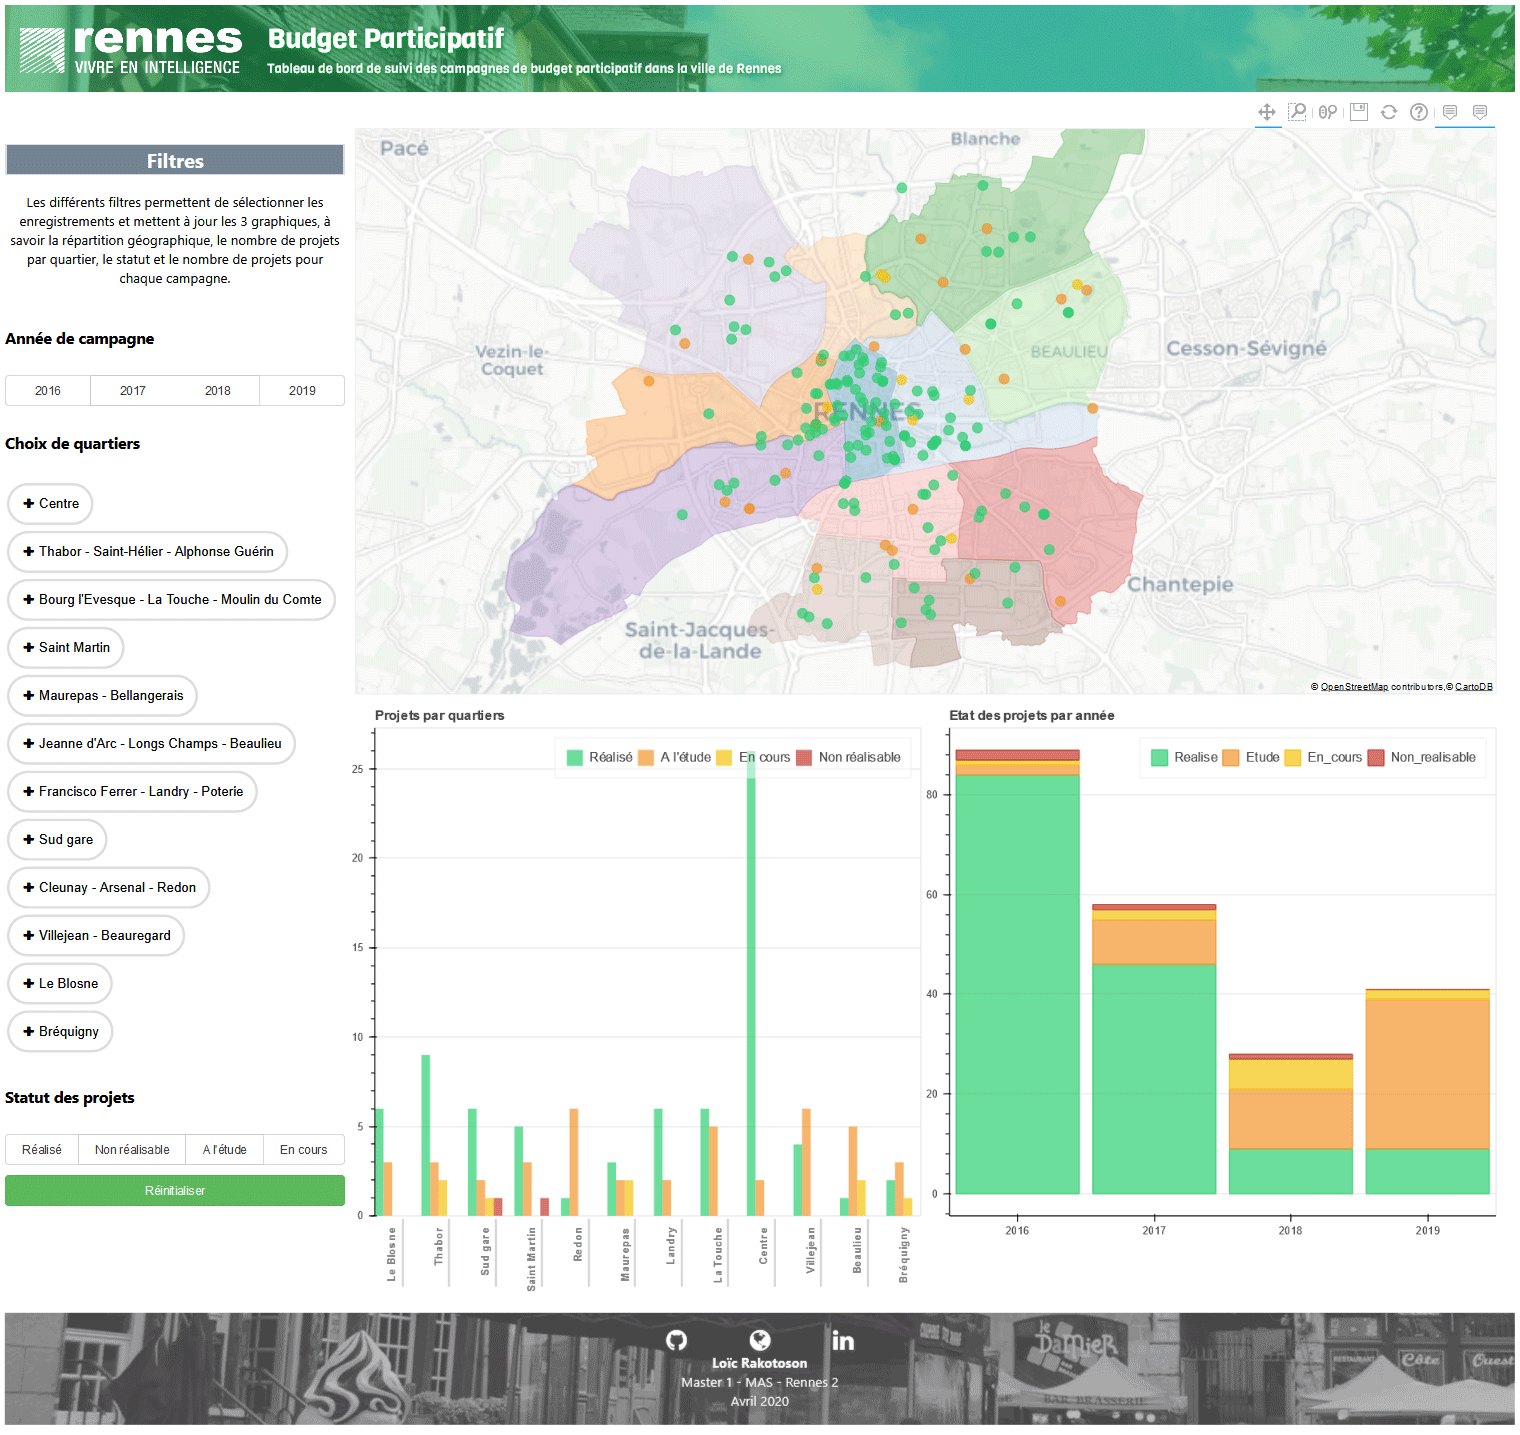 rennes
VIVRE EN INTELLIGENCE
Budget Participatif
Tableau de bord de suivi des campagnes de budget participatif dans la ville de Rennes
Filtres
Les différents filtres permettent de sélectionner les
enregistrements et mettent à jour les 3 graphiques, à
savoir la répartition géographique, le nombre de projets
par quartier, le statut et le nombre de projets pour
chaque campagne.
Année de campagne
2016 2017 2018 2019
Choix de quartiers
+ Centre
+ Thabor - Saint-Hélier - Alphonse Guérin
+ Bourg l'Evesque - La Touche - Moulin du Comte
+ Saint Martin
+ Maurepas - Bellangerais
+ Jeanne d'Arc - Longs Champs - Beaulieu
+ Francisco Ferrer - Landry - Poterie
+ Sud gare
+ Cleunay - Arsenal - Redon
+ Villejean - Beauregard
+ Le Blosne
+ Bréquigny
Statut des projets
Réalisé Non réalisable A l'étude En cours
Réinitialiser
Pacé
Blanche
Vezin-le-
Coquet
BEAULIEU
Cesson-Sévigné
RENNES
Chantepie
Saint-Jacques-
de-la-Lande
© OpenStreetMap contributors,© CartoDB
Projets par quartiers
Réalisé A l'étude En cours Non réalisable
25
20
15
10
5
0
Le Blosne
Thabor
Sud gare
Saint Martin
Redon
Maurepas
Landry
La Touche
Centre
Villejean
Beaulieu
Bréquigny
Etat des projets par année
Realise Etude En_cours Non_realisable
80
60
40
20
0
2016 2017 2018 2019
le
DaMieR
BAR BRASSERIE
RESTAURANT
Côte
Ouest
Loïc Rakotoson
Master 1 - MAS - Rennes 2
Avril 2020